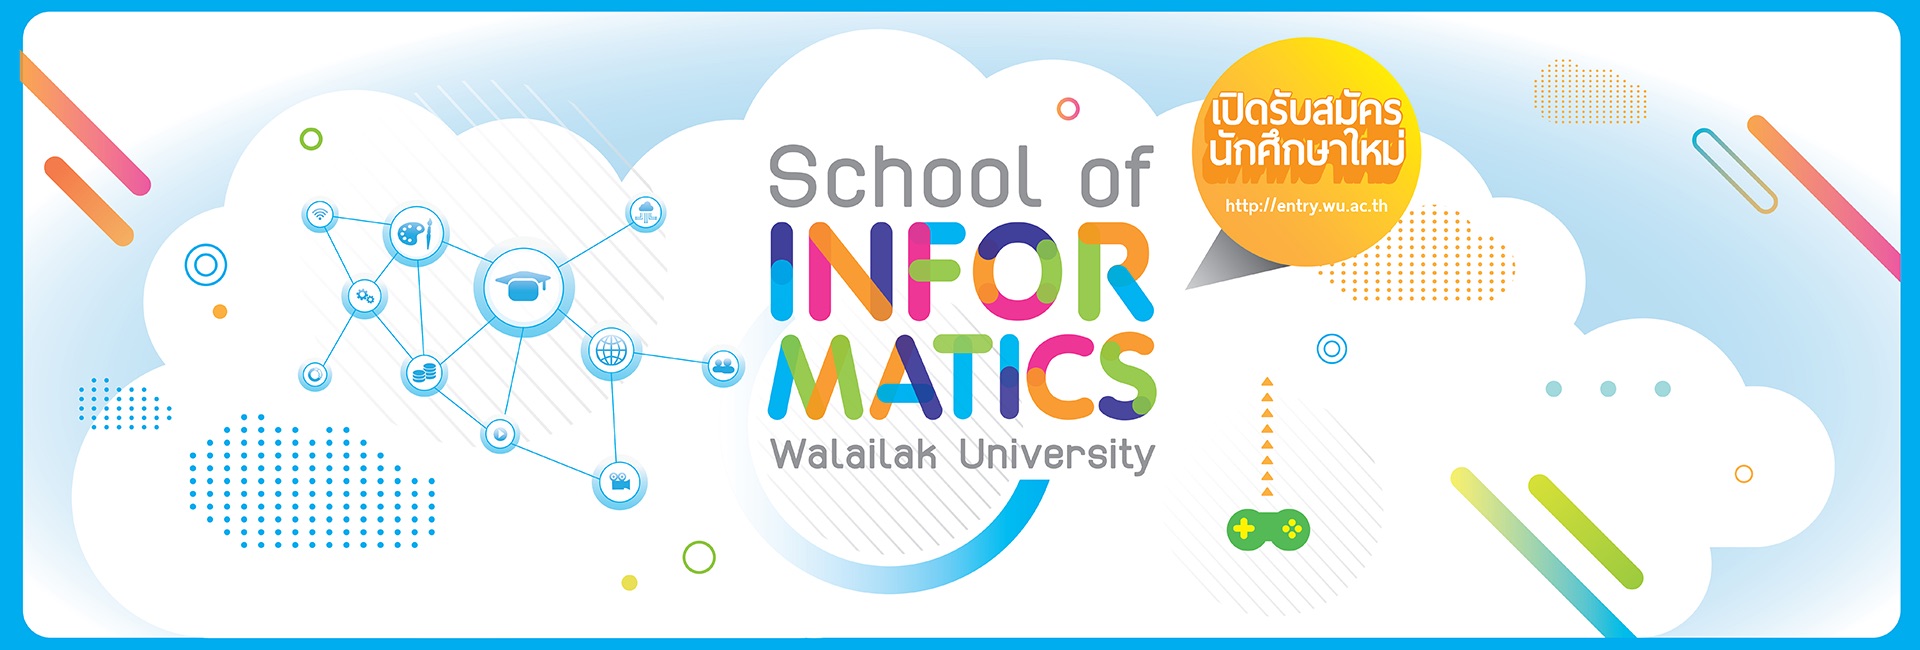 School of
INFOR
MATICS
Walailak University
เปิดรับสมัคร
นักศึกษาใหม่
http://entry.wu.ac.th